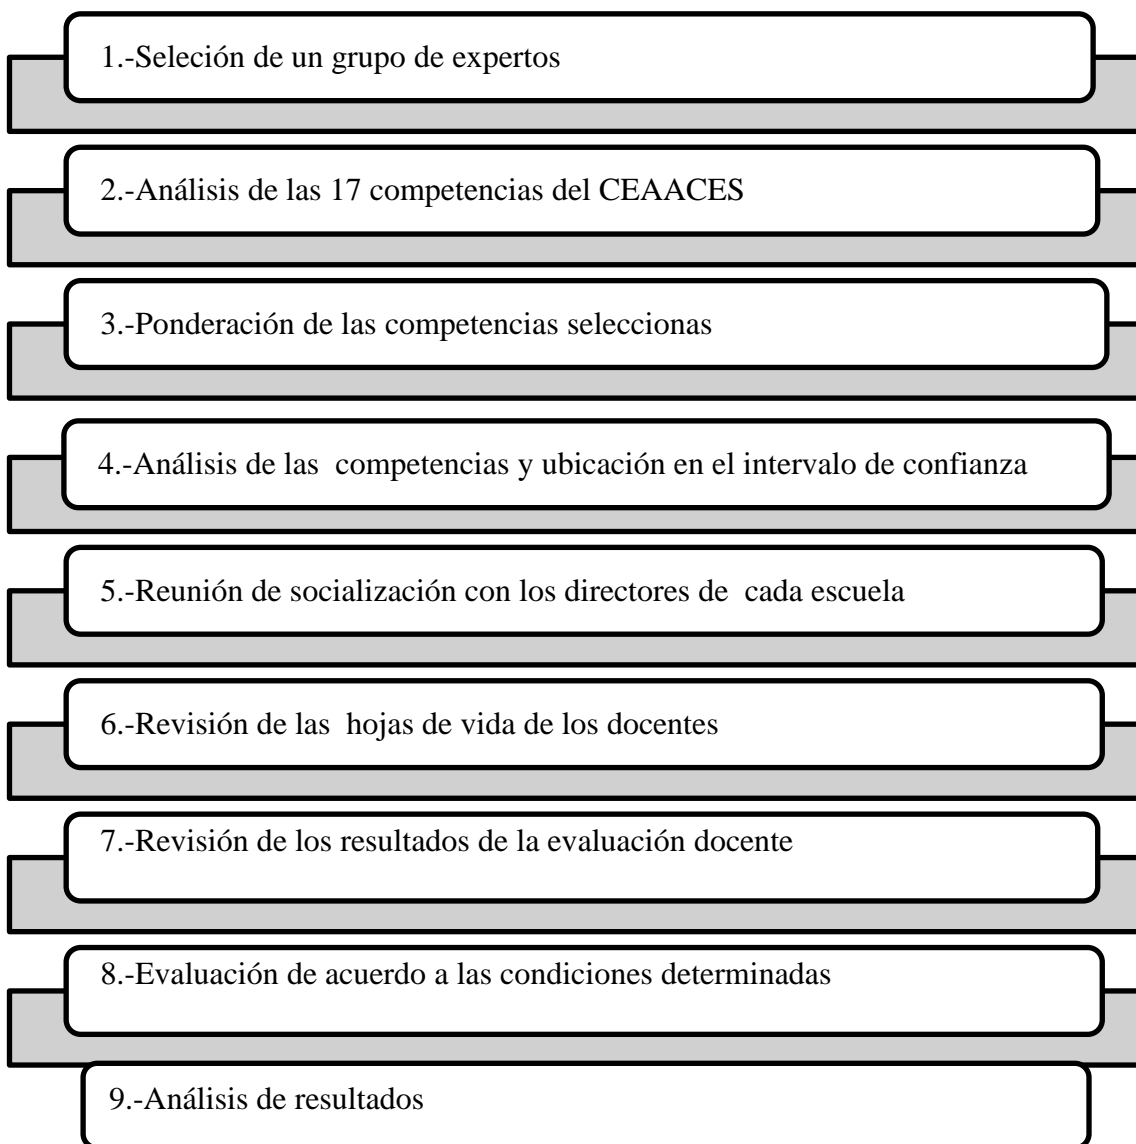 1.-Seleción de un grupo de expertos
2.-Análisis de las 17 competencias del CEAACES
3.-Ponderación de las competencias seleccionas
4.-Análisis de las  competencias y ubicación en el intervalo de confianza
5.-Reunión de socialización con los directores de  cada escuela
6.-Revisión de las  hojas de vida de los docentes
7.-Revisión de los resultados de la evaluación docente
8.-Evaluación de acuerdo a las condiciones determinadas
9.-Análisis de resultados